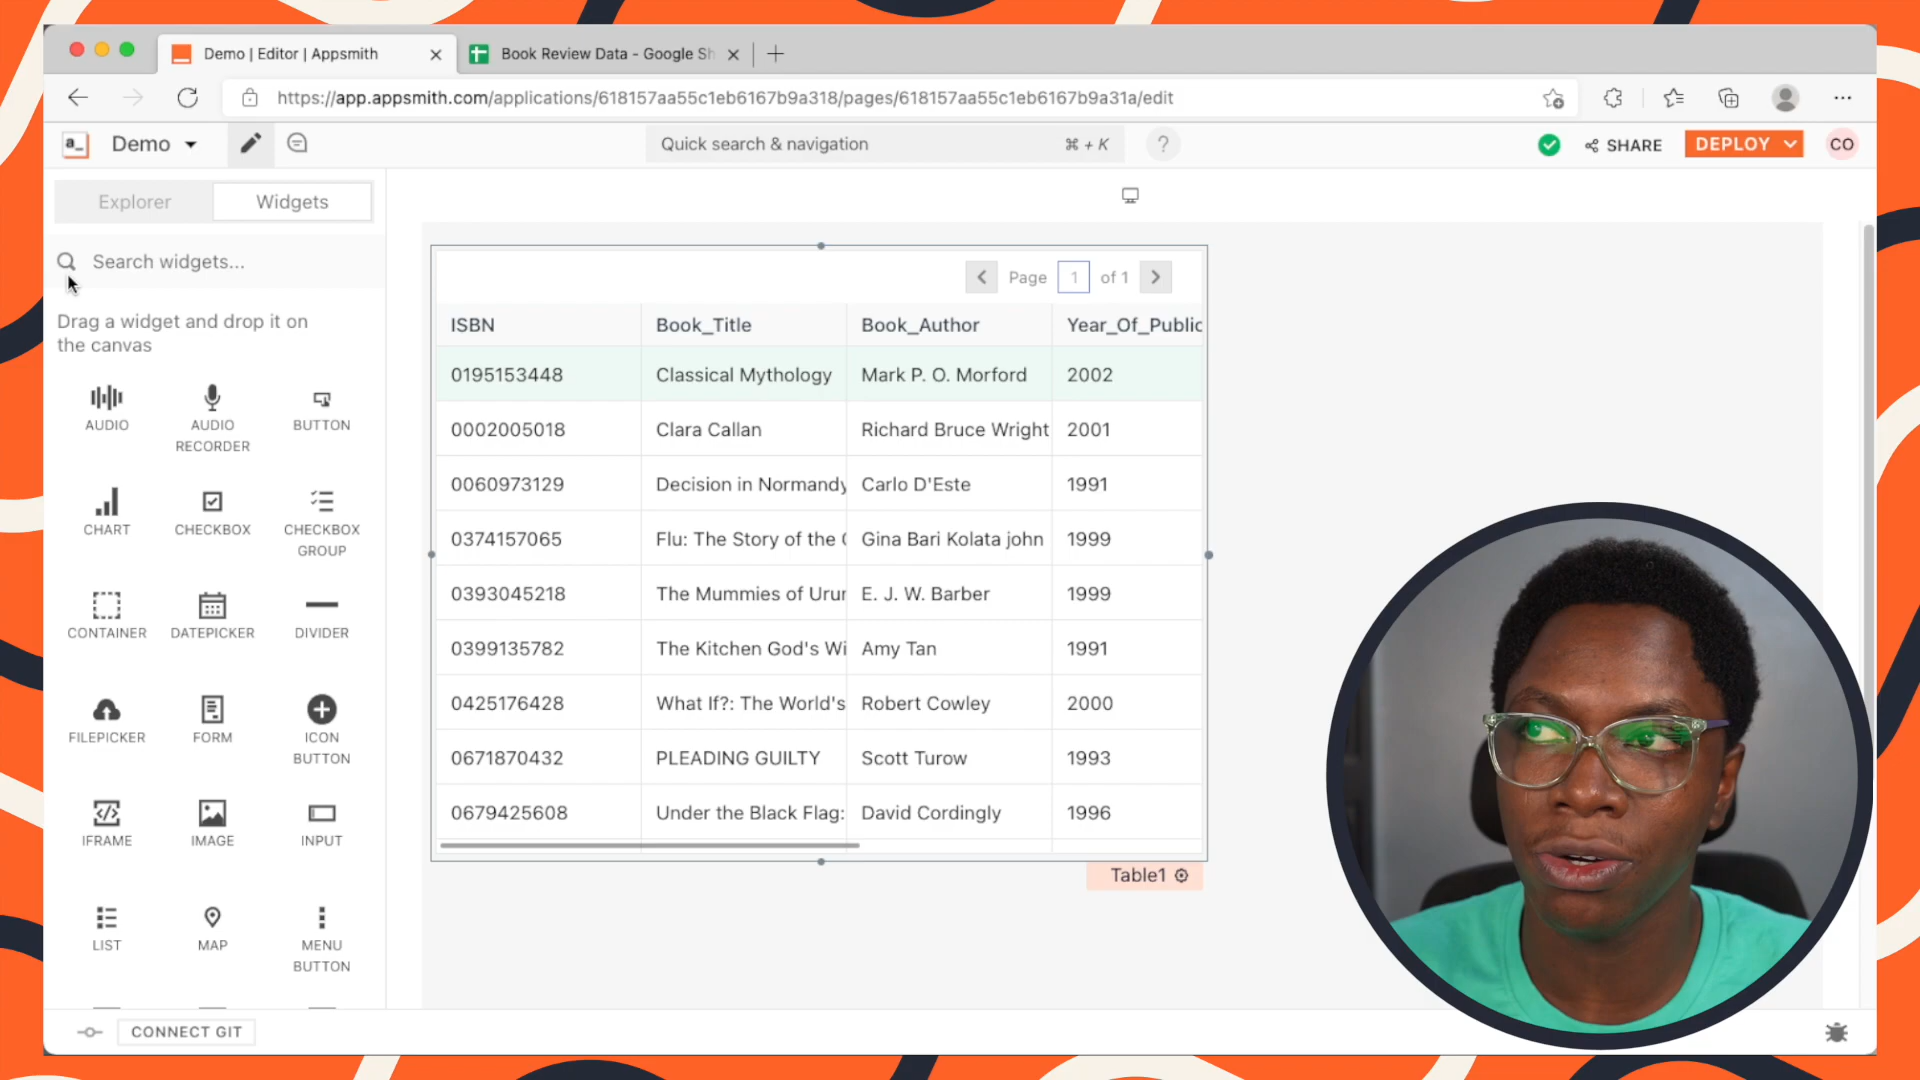 Demo | Editor | Appsmith
Book Review Data - Google Sh
https://app.appsmith.com/applications/618157aa55c1eb6167b9a318/pages/618157aa55c1eb6167b9a31a/edit
a_
Demo
Quick search & navigation
⌘ + K
?
SHARE
DEPLOY
CO
Explorer
Widgets
Search widgets...
Drag a widget and drop it on
the canvas
AUDIO
AUDIO
RECORDER
BUTTON
CHART
CHECKBOX
CHECKBOX
GROUP
CONTAINER
DATEPICKER
DIVIDER
FILEPICKER
FORM
ICON
BUTTON
IFRAME
IMAGE
INPUT
LIST
MAP
MENU
BUTTON
CONNECT GIT
Page 1 of 1
ISBN Book_Title Book_Author Year_Of_Public
0195153448 Classical Mythology Mark P. O. Morford 2002
0002005018 Clara Callan Richard Bruce Wright 2001
0060973129 Decision in Normandy Carlo D'Este 1991
0374157065 Flu: The Story of the Gina Bari Kolata john 1999
0393045218 The Mummies of Urur E. J. W. Barber 1999
0399135782 The Kitchen God's Wi Amy Tan 1991
0425176428 What If?: The World's Robert Cowley 2000
0671870432 PLEADING GUILTY Scott Turow 1993
0679425608 Under the Black Flag: David Cordingly 1996
Table1